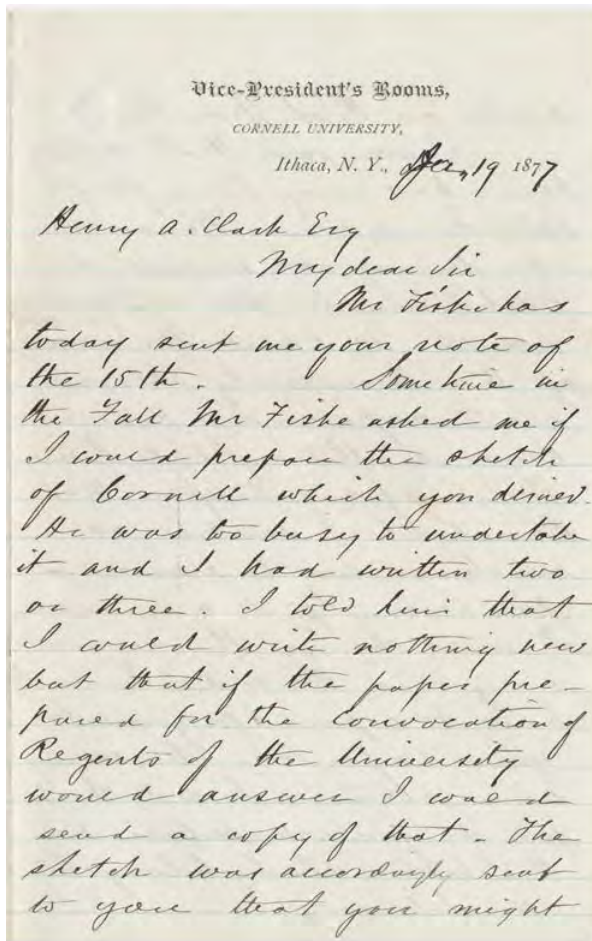 Vice-President's Rooms,
CORNELL UNIVERSITY,
Ithaca, N. Y., Jan 19 1877
Henry A. Clark Esq
My dear Sir
Mr Fiske has
today sent me your note of
the 15th. Sometime in
the Fall Mr Fiske asked me if
I would prepare the sketch
of Cornell which you desired.
He was too busy to undertake
it and I had written two
or three. I told him that
I could write nothing new
but that if the paper pre-
pared for the Convocation of
Regents of the University
would answer I would
send a copy of that - The
sketch was accordingly sent
to you that you might